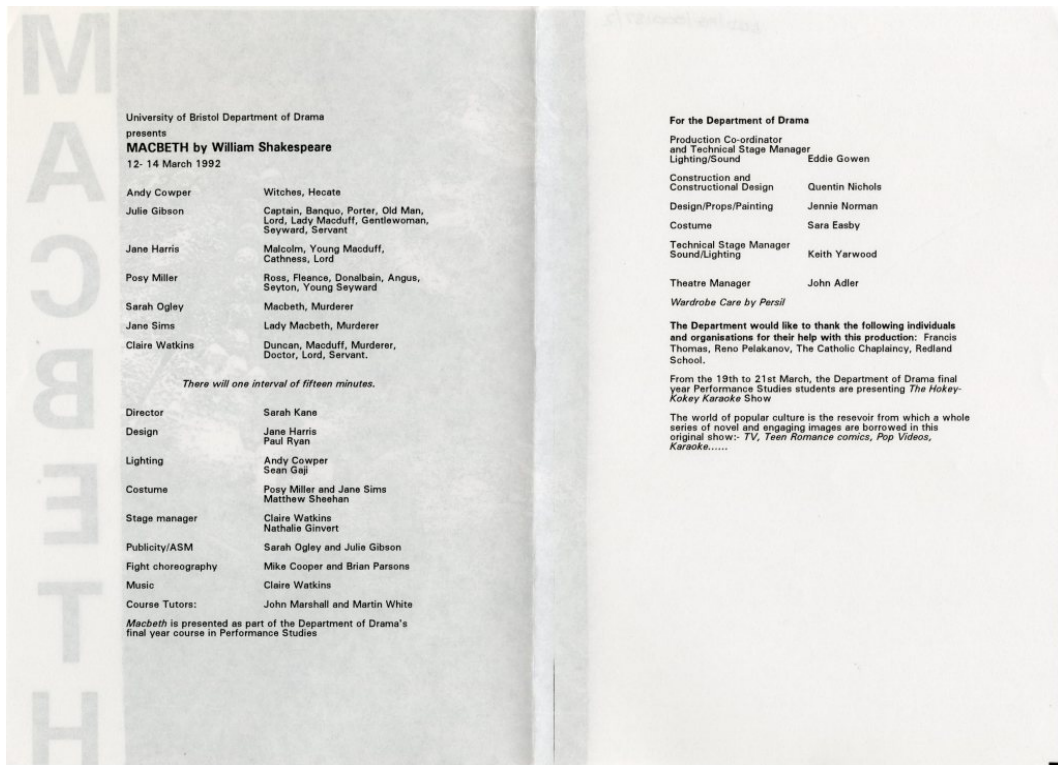 MACBETH
University of Bristol Department of Drama
presents
MACBETH by William Shakespeare
12- 14 March 1992
Andy Cowper Witches, Hecate
Julie Gibson Captain, Banquo, Porter, Old Man,
Lord, Lady Macduff, Gentlewoman,
Seyward, Servant
Jane Harris Malcolm, Young Macduff,
Cathness, Lord
Posy Miller Ross, Fleance, Donalbain, Angus,
Seyton, Young Seyward
Sarah Ogley Macbeth, Murderer
Jane Sims Lady Macbeth, Murderer
Claire Watkins Duncan, Macduff, Murderer,
Doctor, Lord, Servant.
There will one interval of fifteen minutes.
Director Sarah Kane
Design Jane Harris
Paul Ryan
Lighting Andy Cowper
Sean Gaji
Costume Posy Miller and Jane Sims
Matthew Sheehan
Stage manager Claire Watkins
Nathalie Ginvert
Publicity/ASM Sarah Ogley and Julie Gibson
Fight choreography Mike Cooper and Brian Parsons
Music Claire Watkins
Course Tutors: John Marshall and Martin White
Macbeth is presented as part of the Department of Drama's
final year course in Performance Studies
For the Department of Drama
Production Co-ordinator
and Technical Stage Manager
Lighting/Sound Eddie Gowen
Construction and
Constructional Design Quentin Nichols
Design/Props/Painting Jennie Norman
Costume Sara Easby
Technical Stage Manager
Sound/Lighting Keith Yarwood
Theatre Manager John Adler
Wardrobe Care by Persil
The Department would like to thank the following individuals
and organisations for their help with this production: Francis
Thomas, Reno Pelakanov, The Catholic Chaplaincy, Redland
School.
From the 19th to 21st March, the Department of Drama final
year Performance Studies students are presenting The Hokey-
Kokey Karaoke Show
The world of popular culture is the resevoir from which a whole
series of novel and engaging images are borrowed in this
original show:- TV, Teen Romance comics, Pop Videos,
Karaoke......